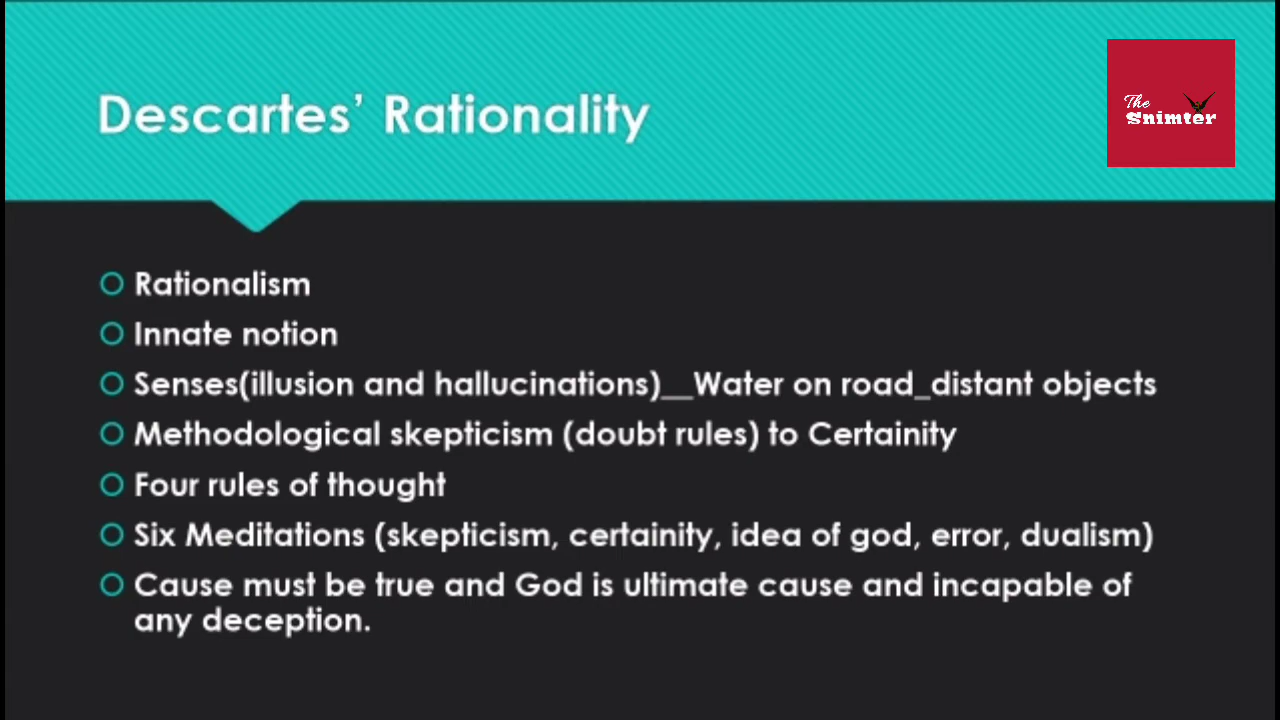 Descartes’ Rationality
The
Snimter
Rationalism
Innate notion
Senses(illusion and hallucinations)__Water on road_distant objects
Methodological skepticism (doubt rules) to Certainity
Four rules of thought
Six Meditations (skepticism, certainity, idea of god, error, dualism)
Cause must be true and God is ultimate cause and incapable of
any deception.